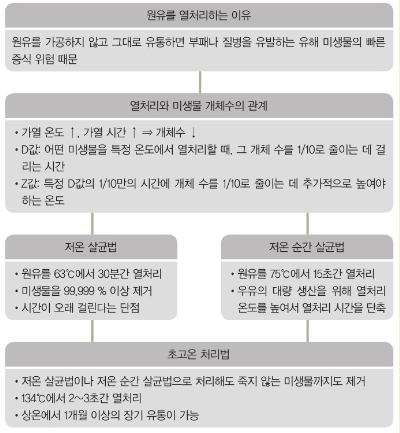 원유를 열처리하는 이유
원유를 가공하지 않고 그대로 유통하면 부패나 질병을 유발하는 유해 미생물의 빠른
증식 위험 때문
열처리와 미생물 개체수의 관계
• 가열 온도 ↑, 가열 시간 ↑ ⇒ 개체수 ↓
• D값: 어떤 미생물을 특정 온도에서 열처리할 때, 그 개체 수를 1/10로 줄이는 데 걸
리는 시간
• Z값: 특정 D값의 1/10만의 시간에 개체 수를 1/10로 줄이는 데 추가적으로 높여야
하는 온도
저온 살균법
• 원유를 63℃에서 30분간 열처리
• 미생물을 99.999 % 이상 제거
• 시간이 오래 걸린다는 단점
저온 순간 살균법
• 원유를 75℃에서 15초간 열처리
• 우유의 대량 생산을 위해 열처리
온도를 높여서 열처리 시간을 단축
초고온 처리법
• 저온 살균법이나 저온 순간 살균법으로 처리해도 죽지 않는 미생물까지도 제거
• 134℃에서 2~3초간 열처리
• 상온에서 1개월 이상의 장기 유통이 가능